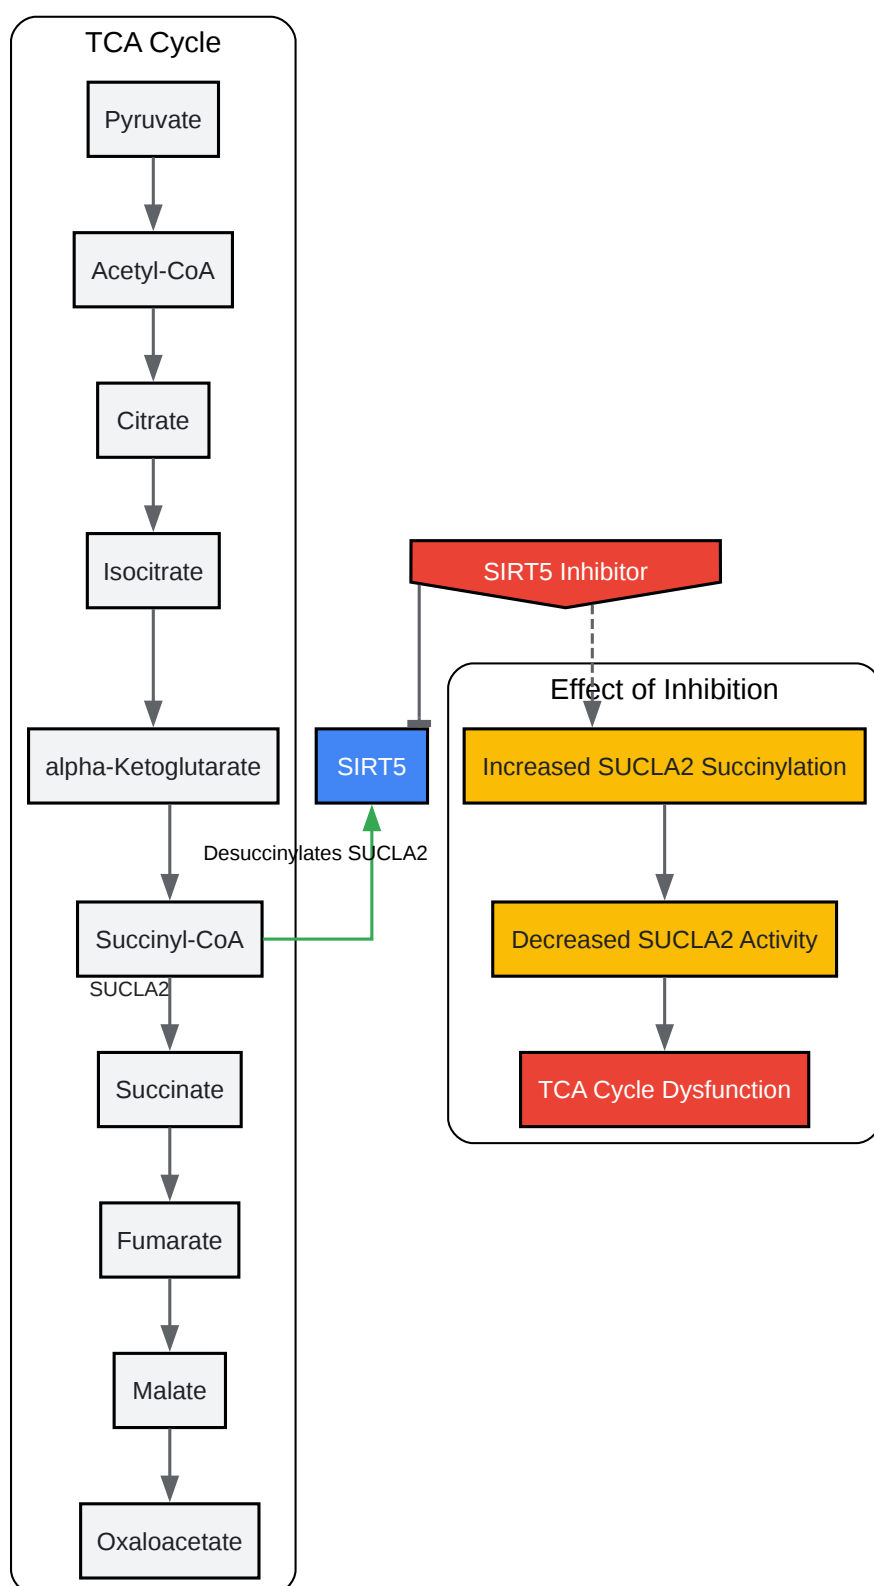 TCA Cycle
Pyruvate
Acetyl-CoA
Citrate
Isocitrate
SIRT5 Inhibitor
Effect of Inhibition
alpha-Ketoglutarate
SIRT5
Increased SUCLA2 Succinylation
Desuccinylates SUCLA2
Succinyl-CoA
Decreased SUCLA2 Activity
SUCLA2
Succinate
TCA Cycle Dysfunction
Fumarate
Malate
Oxaloacetate